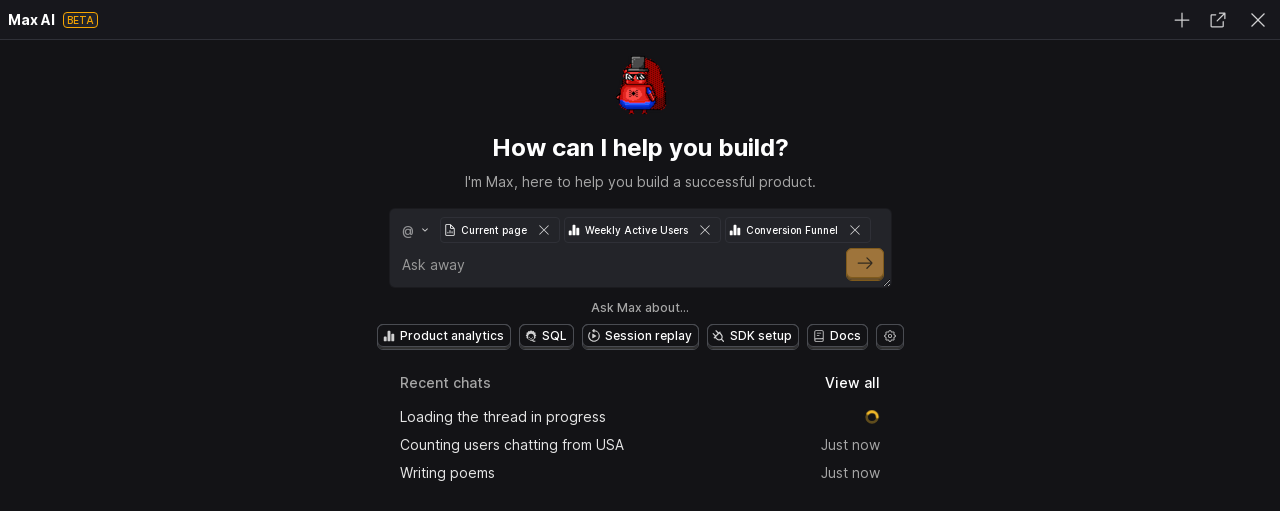 Max AI BETA
How can I help you build?
I'm Max, here to help you build a successful product.
@ Current page Weekly Active Users Conversion Funnel
Ask away
Ask Max about...
Product analytics SQL Session replay SDK setup Docs
Recent chats View all
Loading the thread in progress
Counting users chatting from USA Just now
Writing poems Just now